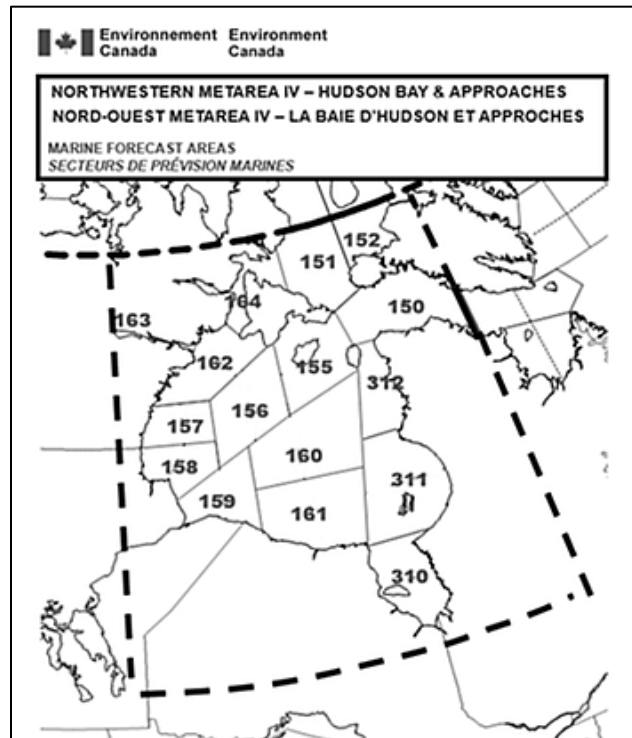 Environnement Environment
Canada Canada
NORTHWESTERN METAREA IV – HUDSON BAY & APPROACHES
NORD-OUEST METAREA IV – LA BAIE D'HUDSON ET APPROCHES
MARINE FORECAST AREAS
SECTEURS DE PRÉVISION MARINES
152
151
164
150
163
162
155
312
156
157
160
158
311
159
161
310